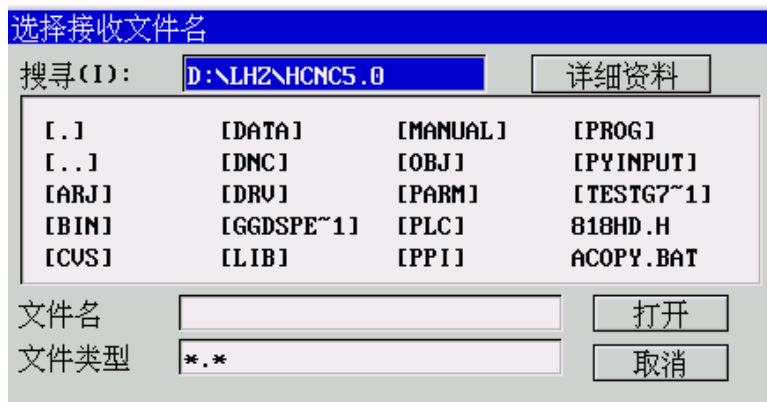 选择接收文件名
搜寻(I): D:\LHZ\HCNC5.0 详细资料
[.] [DATA] [MANUAL] [PROG]
[..] [DNC] [OBJ] [PYINPUT]
[ARJ] [DRV] [PARM] [TESTG7~1]
[BIN] [GGDSPE~1] [PLC] 818HD.H
[CVS] [LIB] [PPI] ACOPY.BAT
文件名 打开
文件类型 *.* 取消